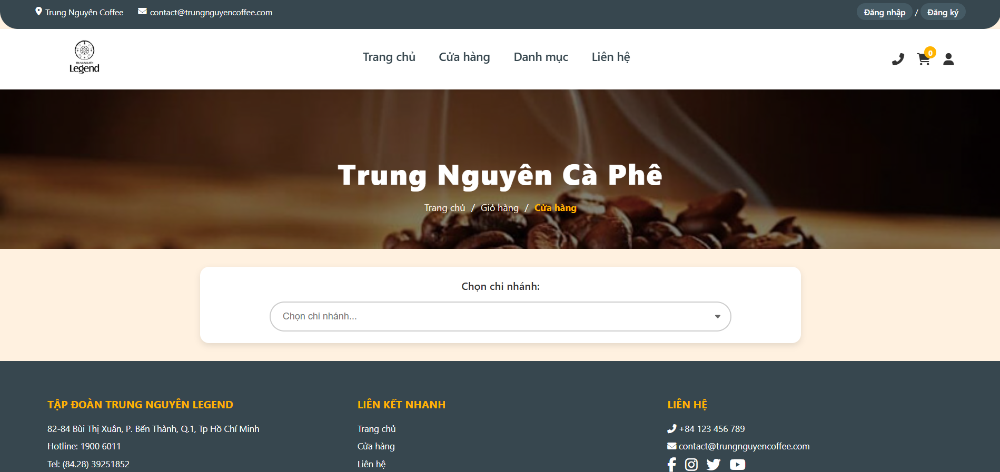 Trung Nguyên Coffee contact@trungnguyencoffee.com Đăng nhập / Đăng ký
TRUNG NGUYÊN
Legend
Trang chủ Cửa hàng Danh mục Liên hệ
0
Trung Nguyên Cà Phê
Trang chủ / Giỏ hàng / Cửa hàng
Chọn chi nhánh:
Chọn chi nhánh...
TẬP ĐOÀN TRUNG NGUYÊN LEGEND
82-84 Bùi Thị Xuân, P. Bến Thành, Q.1, Tp Hồ Chí Minh
Hotline: 1900 6011
Tel: (84.28) 39251852
LIÊN KẾT NHANH
Trang chủ
Cửa hàng
Liên hệ
LIÊN HỆ
+84 123 456 789
contact@trungnguyencoffee.com